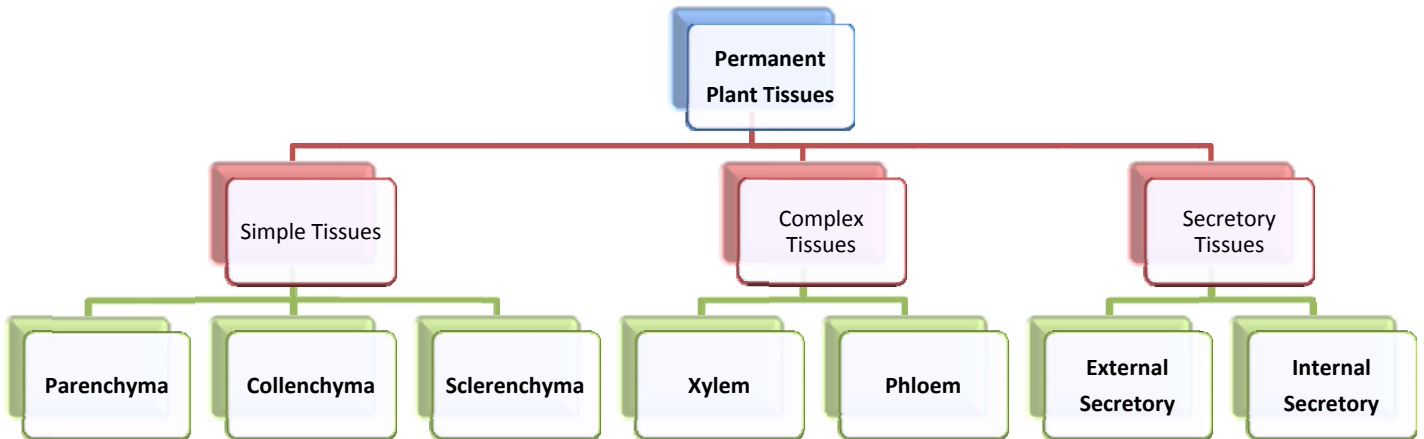 Permanent
Plant Tissues
Simple Tissues
Complex
Tissues
Secretory
Tissues
Parenchyma
Collenchyma
Sclerenchyma
Xylem
Phloem
External
Secretory
Internal
Secretory